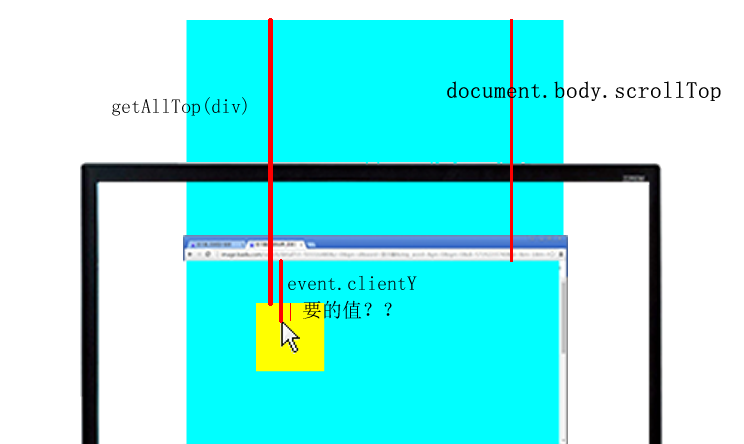 document.body.scrollTop
getAllTop(div)
event.clientY
要的值？？